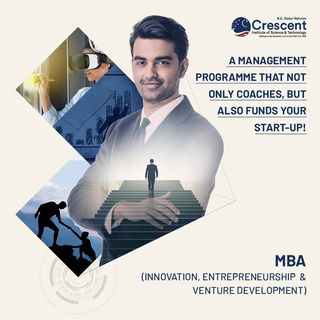 B.S. Abdur Rahman
Crescent
Institute of Science & Technology
A MANAGEMENT
PROGRAMME THAT NOT
ONLY COACHES, BUT
ALSO FUNDS YOUR
START-UP!
MBA
(INNOVATION, ENTREPRENEURSHIP &
VENTURE DEVELOPMENT)